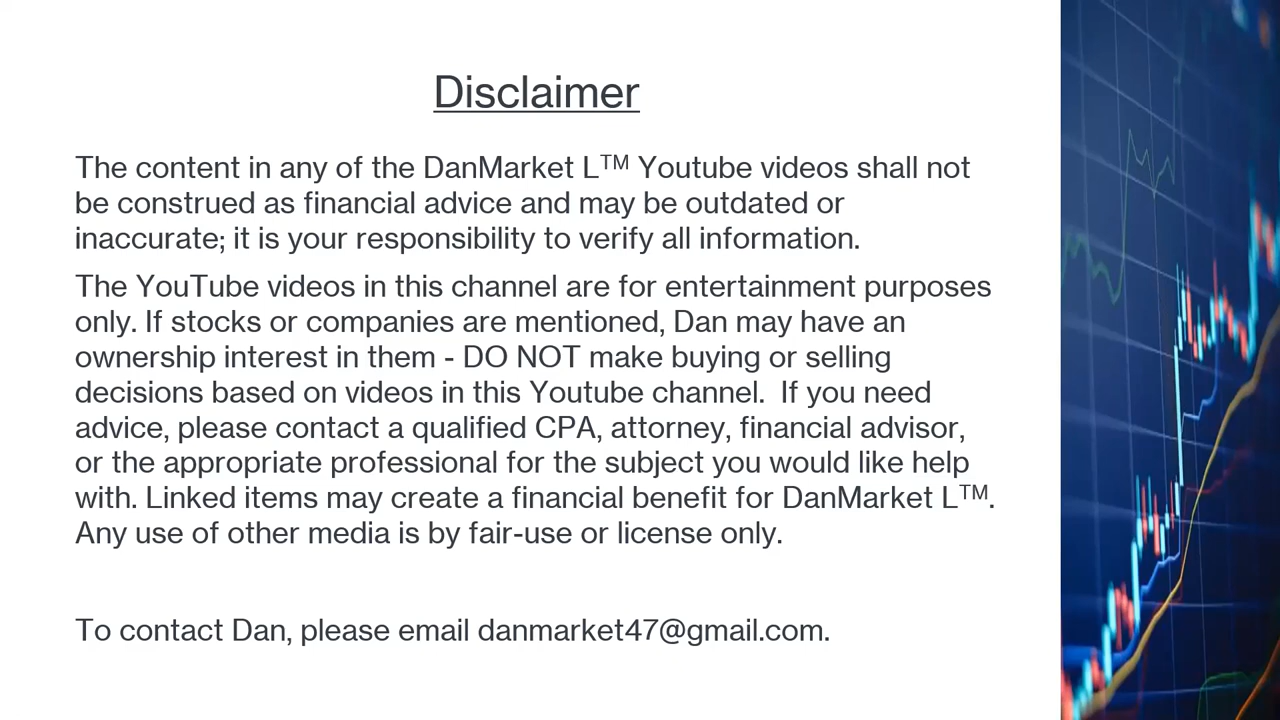 Disclaimer
The content in any of the DanMarket L™ Youtube videos shall not
be construed as financial advice and may be outdated or
inaccurate; it is your responsibility to verify all information.
The YouTube videos in this channel are for entertainment purposes
only. If stocks or companies are mentioned, Dan may have an
ownership interest in them - DO NOT make buying or selling
decisions based on videos in this Youtube channel.  If you need
advice, please contact a qualified CPA, attorney, financial advisor,
or the appropriate professional for the subject you would like help
with. Linked items may create a financial benefit for DanMarket L™.
Any use of other media is by fair-use or license only.
To contact Dan, please email danmarket47@gmail.com.